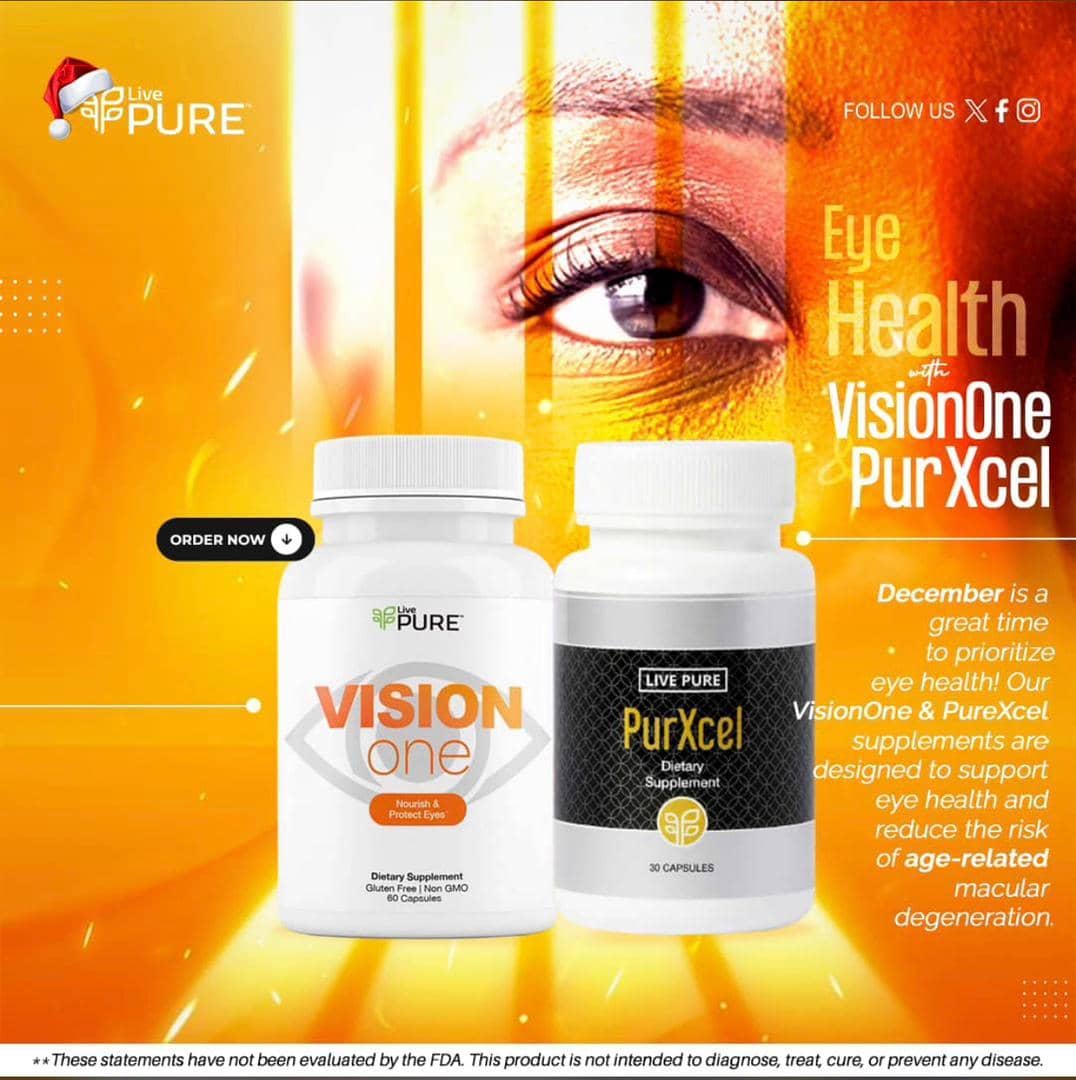 Live
PURE™
FOLLOW US
Eye
Health
with
VisionOne
&
PurXcel
ORDER NOW
December is a
great time
to prioritize
eye health! Our
VisionOne & PureXcel
supplements are
designed to support
eye health and
reduce the risk
of age-related
macular
degeneration.
Live
PURE™
VISION
one
Nourish &
Protect Eyes**
Dietary Supplement
Gluten Free | Non GMO
60 Capsules
LIVE PURE
PurXcel
Dietary
Supplement
30 CAPSULES
**These statements have not been evaluated by the FDA. This product is not intended to diagnose, treat, cure, or prevent any disease.